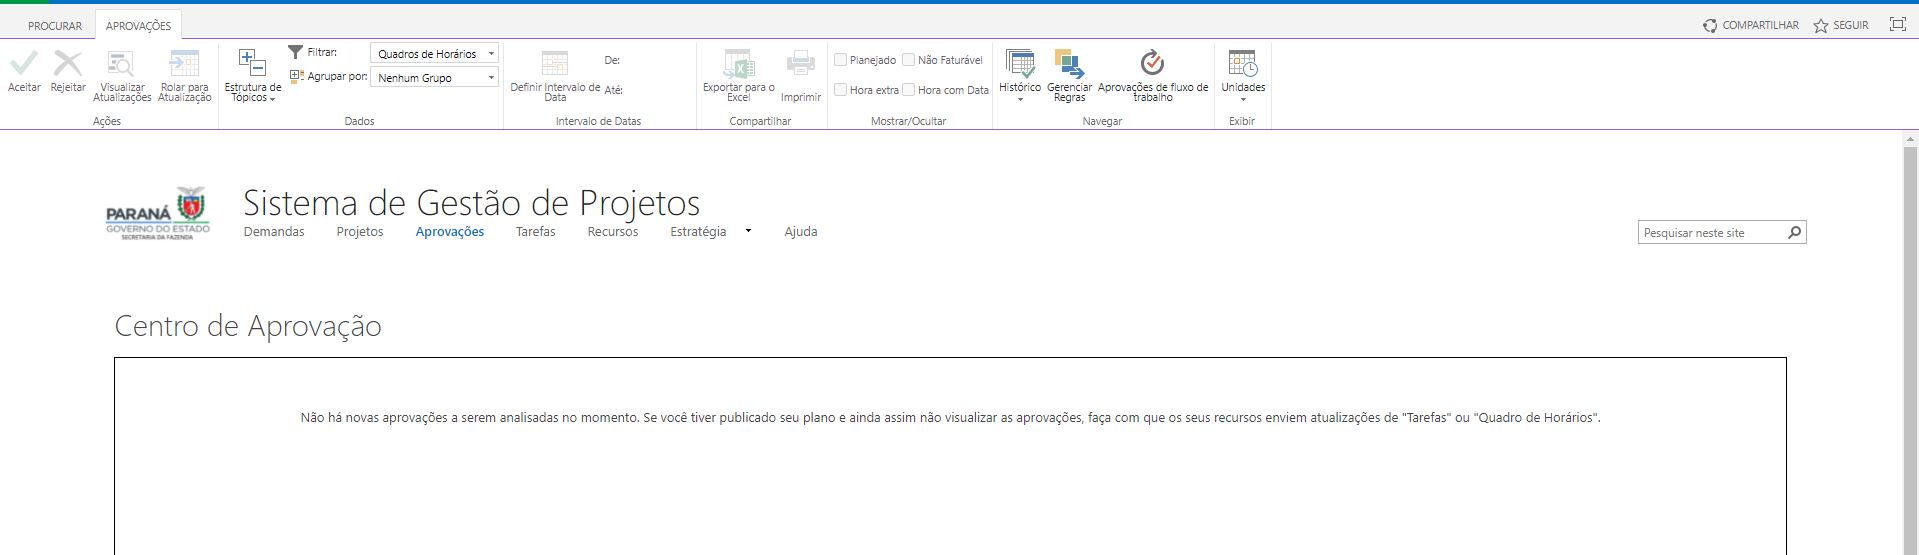 PROCURAR
APROVAÇÕES
COMPARTILHAR
SEGUIR
Aceitar
Rejeitar
Visualizar
Atualizações
Rolar para
Atualização
Ações
Estrutura de
Tópicos
Filtrar:
Quadros de Horários
Agrupar por:
Nenhum Grupo
Dados
Definir Intervalo de
Data
De:
Até:
Intervalo de Datas
Exportar para o
Excel
Imprimir
Compartilhar
Planejado
Não Faturável
Hora extra
Hora com Data
Mostrar/Ocultar
Histórico
Gerenciar
Regras
Aprovações de fluxo de
trabalho
Navegar
Unidades
Exibir
PARANÁ
GOVERNO DO ESTADO
SECRETARIA DA FAZENDA
Sistema de Gestão de Projetos
Demandas
Projetos
Aprovações
Tarefas
Recursos
Estratégia
Ajuda
Pesquisar neste site
Centro de Aprovação
Não há novas aprovações a serem analisadas no momento. Se você tiver publicado seu plano e ainda assim não visualizar as aprovações, faça com que os seus recursos enviem atualizações de "Tarefas" ou "Quadro de Horários".